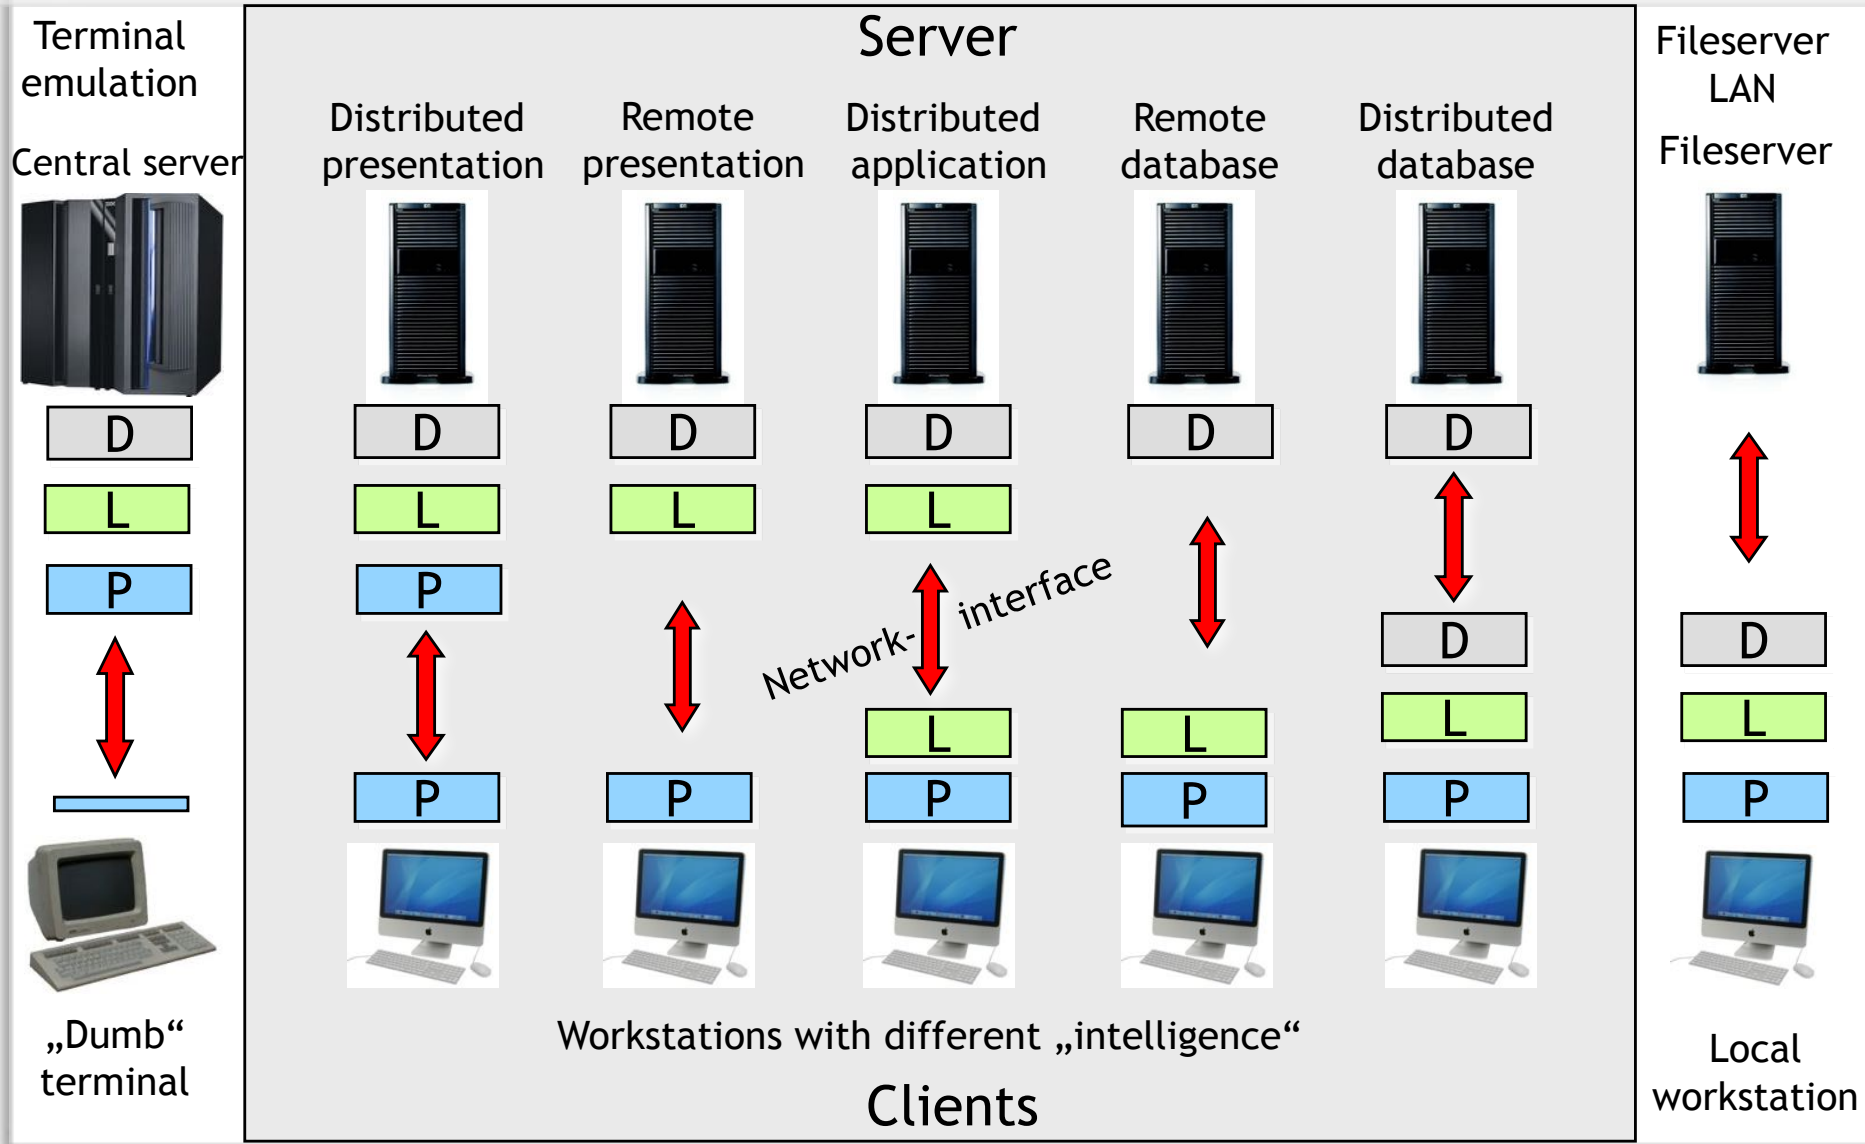 Terminal
emulation
Central server
Server
Distributed
presentation
Remote
presentation
Distributed
application
Remote
database
Distributed
database
Fileserver
LAN
Fileserver
D
D
D
D
D
D
L
L
L
L
P
P
Network-
interface
D
D
L
L
L
L
P
P
P
P
P
P
„Dumb“
terminal
Workstations with different „intelligence“
Clients
Local
workstation